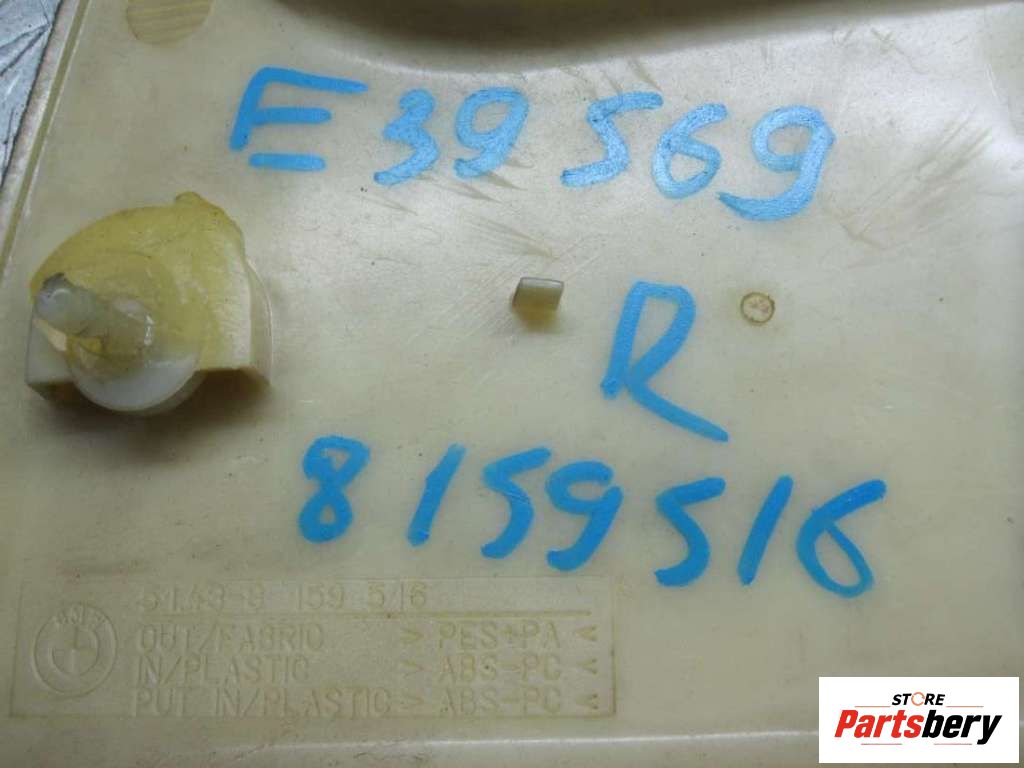 E39 569
R
8159516
51.43-8 159 516
BMW
OUT/FABRIC > PES+PA <
IN/PLASTIC > ABS-PC <
PUT IN/PLASTIC > ABS-PC <
STORE
Partsbery